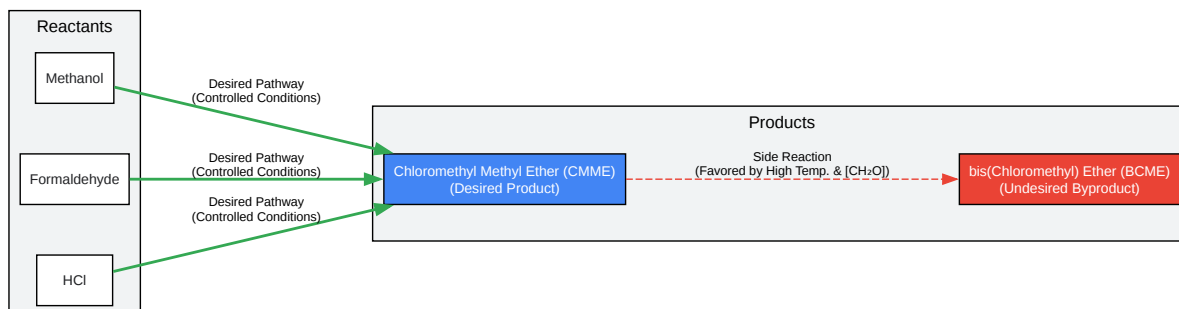 Reactants
Methanol
Desired Pathway
(Controlled Conditions)
Products
Formaldehyde
Desired Pathway
(Controlled Conditions)
Chloromethyl Methyl Ether (CMME)
(Desired Product)
Side Reaction
(Favored by High Temp. & [CH₂O])
bis(Chloromethyl) Ether (BCME)
(Undesired Byproduct)
Desired Pathway
(Controlled Conditions)
HCl